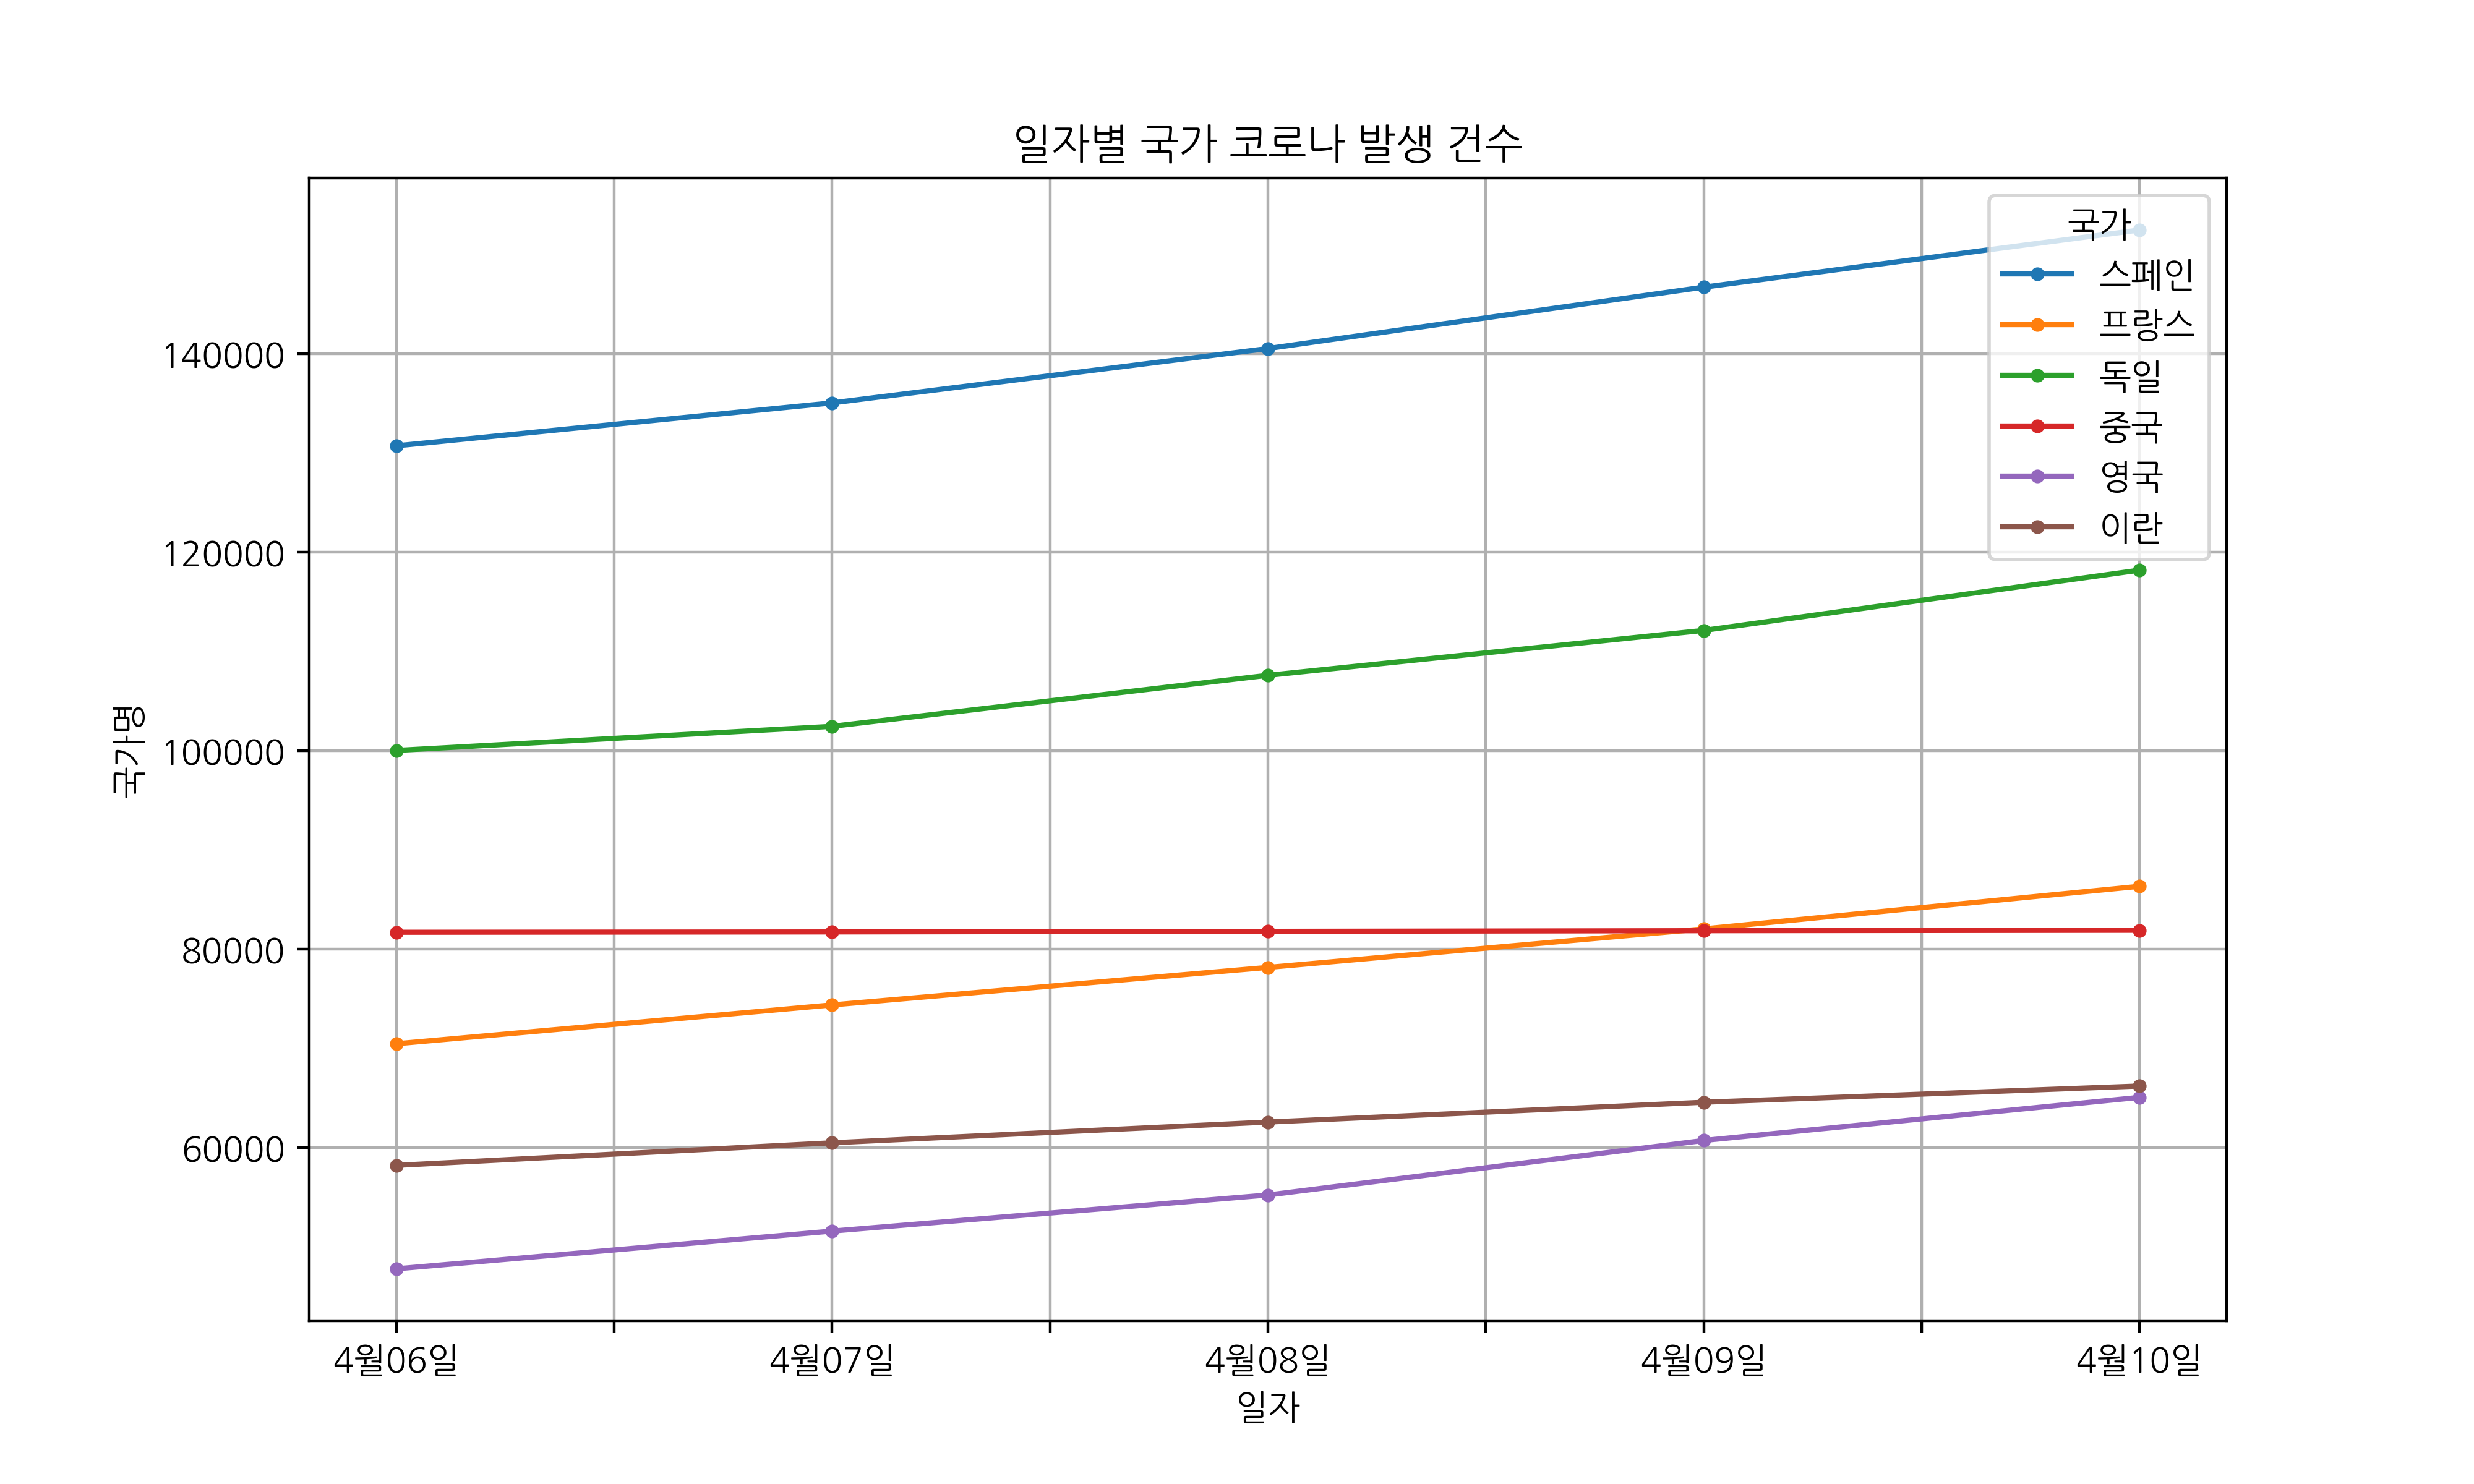 일자별 국가 코로나 발생 건수
국가
스페인
프랑스
독일
중국
영국
이란
국가명
140000
120000
100000
80000
60000
4월06일 4월07일 4월08일 4월09일 4월10일
일자